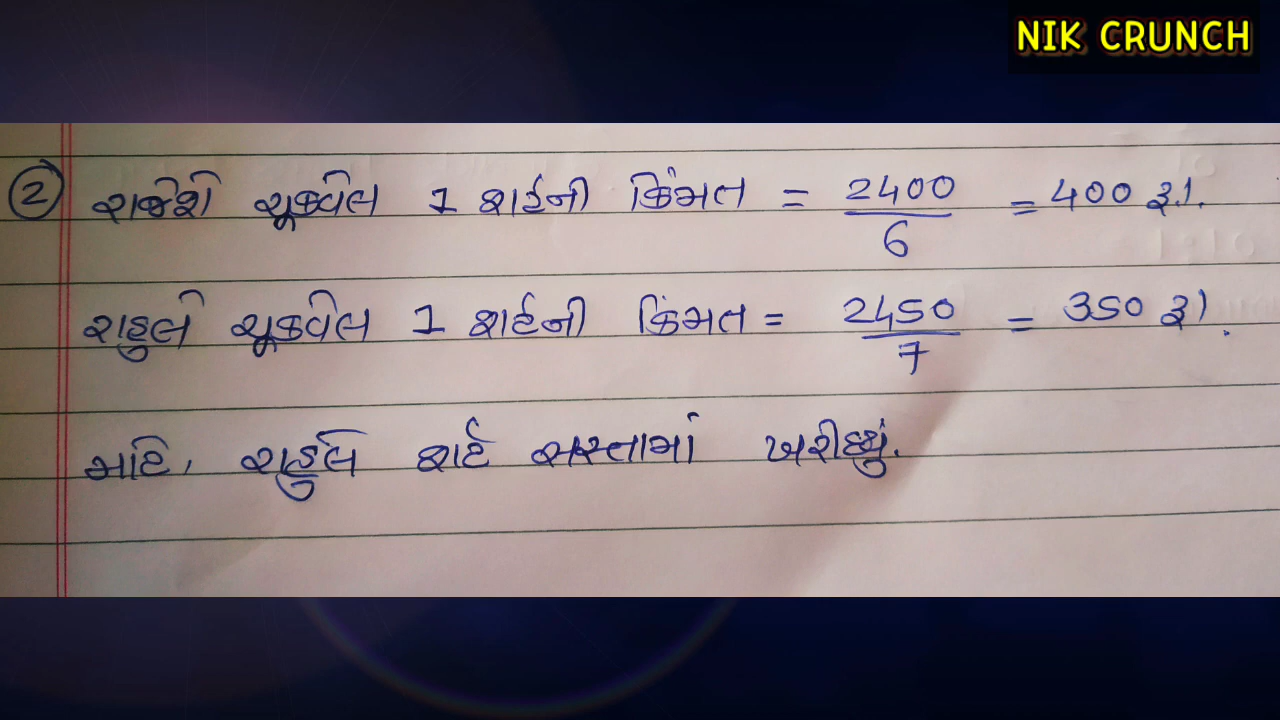 NIK CRUNCH
2 રાજેશે ચૂકવેલ 1 શર્ટની કિંમત = 2400/6 = 400 રૂા.
રાહુલે ચૂકવેલ 1 શર્ટની કિંમત = 2450/7 = 350 રૂા.
માટે, રાહુલે શર્ટ સસ્તામાં ખરીદ્યું.